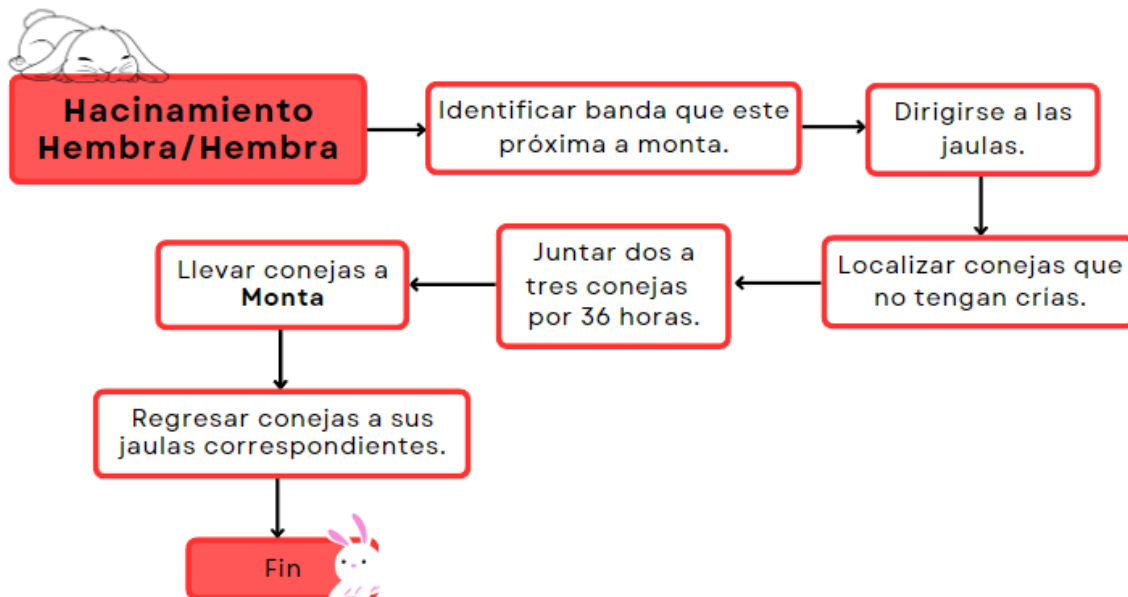 Hacinamiento
Hembra/Hembra
Identificar banda que este
próxima a monta.
Dirigirse a las
jaulas.
Localizar conejas que
no tengan crías.
Juntar dos a
tres conejas
por 36 horas.
Llevar conejas a
Monta
Regresar conejas a sus
jaulas correspondientes.
Fin